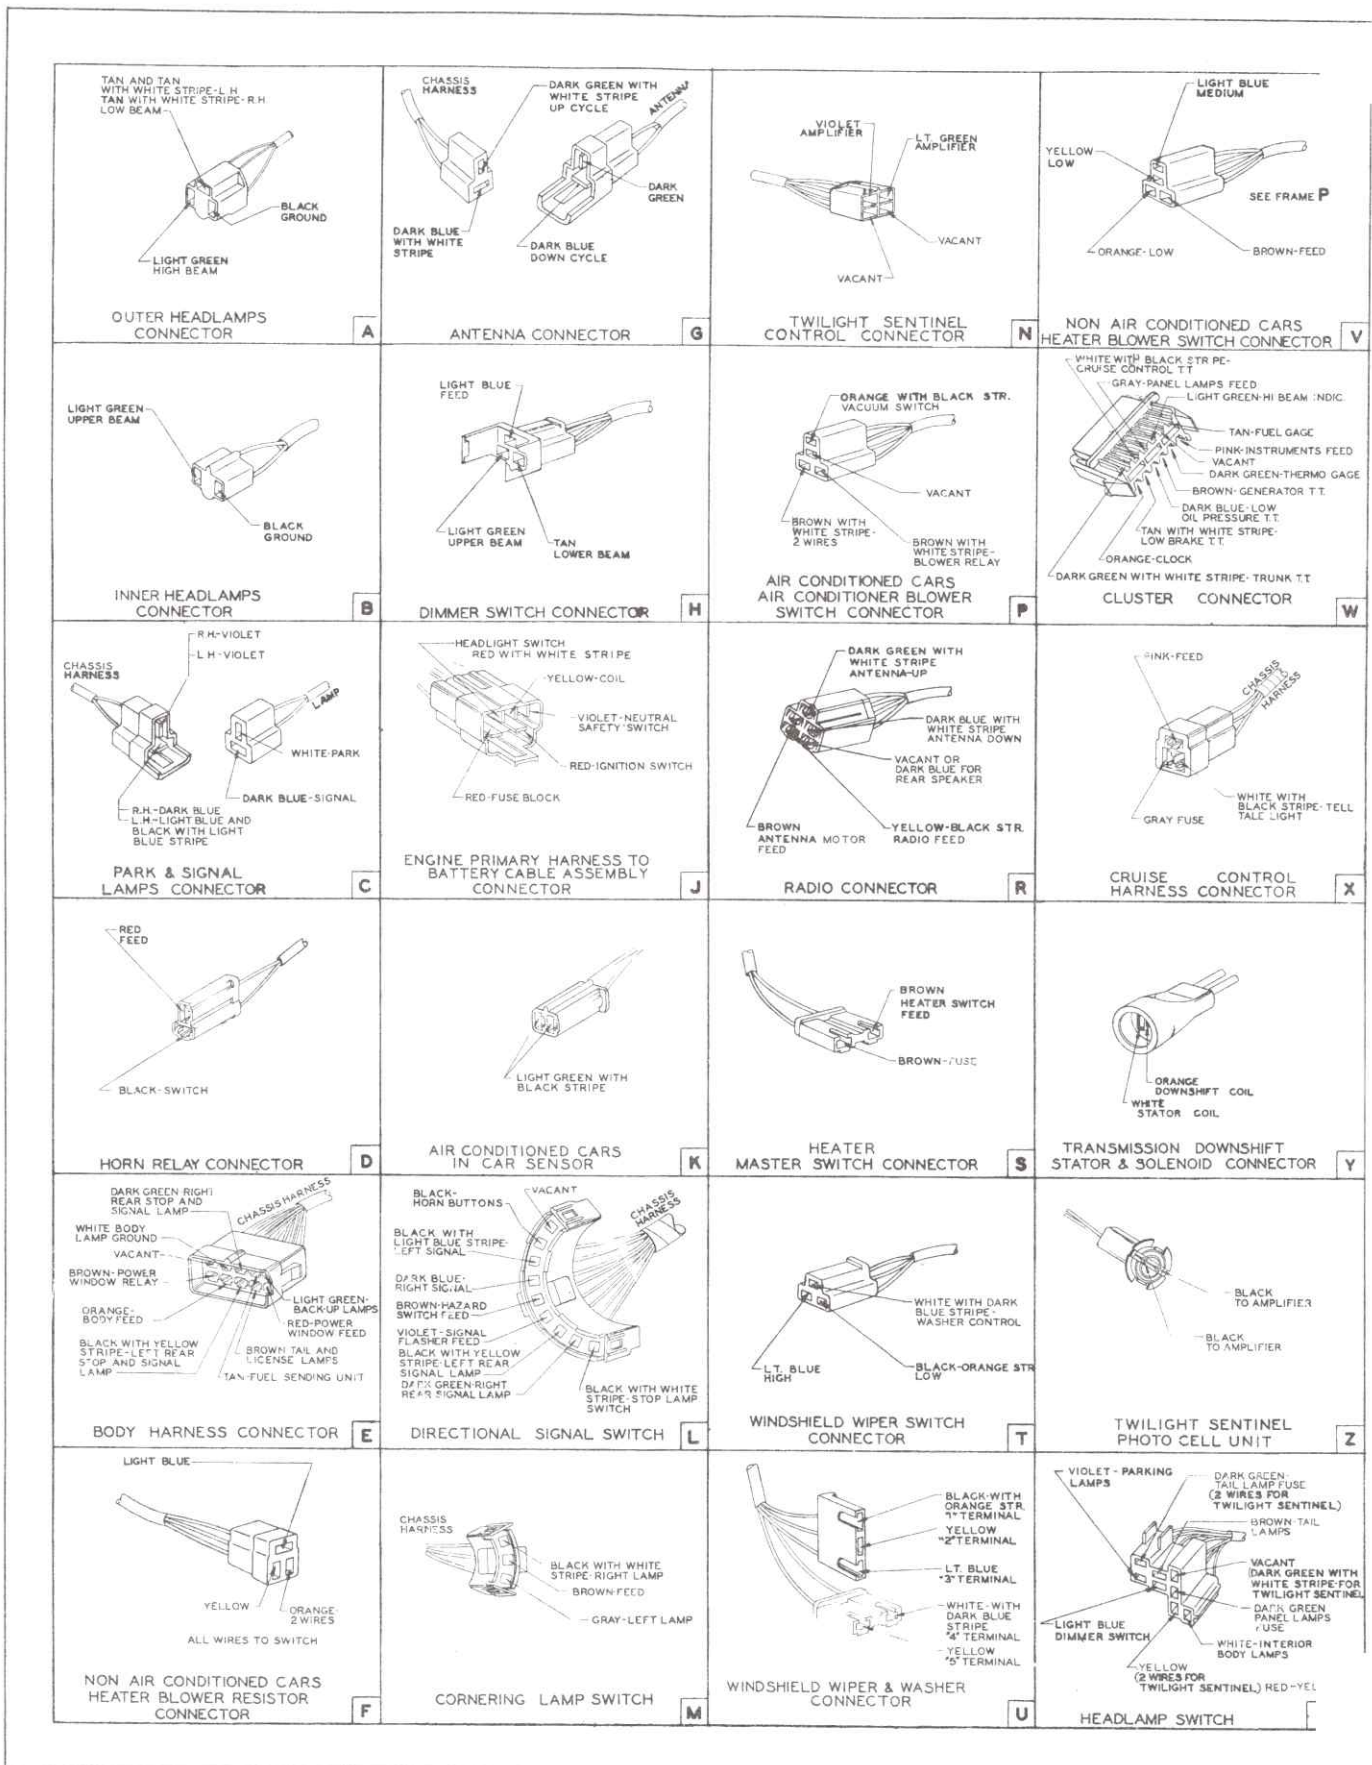 TAN AND TAN
WITH WHITE STRIPE-L.H
TAN WITH WHITE STRIPE-R.H.
LOW BEAM
BLACK
GROUND
LIGHT GREEN
HIGH BEAM
OUTER HEADLAMPS
CONNECTOR
A
CHASSIS
HARNESS
DARK GREEN WITH
WHITE STRIPE
UP CYCLE
ANTENNA
DARK
GREEN
DARK BLUE
WITH WHITE
STRIPE
DARK BLUE
DOWN CYCLE
ANTENNA CONNECTOR
G
VIOLET
AMPLIFIER
LT. GREEN
AMPLIFIER
VACANT
VACANT
TWILIGHT SENTINEL
CONTROL CONNECTOR
N
LIGHT BLUE
MEDIUM
YELLOW
LOW
SEE FRAME P
ORANGE-LOW
BROWN-FEED
NON AIR CONDITIONED CARS
HEATER BLOWER SWITCH CONNECTOR
V
LIGHT GREEN
UPPER BEAM
BLACK
GROUND
INNER HEADLAMPS
CONNECTOR
B
LIGHT BLUE
FEED
LIGHT GREEN
UPPER BEAM
TAN
LOWER BEAM
DIMMER SWITCH CONNECTOR
H
ORANGE WITH BLACK STR.
VACUUM SWITCH
VACANT
BROWN WITH
WHITE STRIPE-
2 WIRES
BROWN WITH
WHITE STRIPE-
BLOWER RELAY
AIR CONDITIONED CARS
AIR CONDITIONER BLOWER
SWITCH CONNECTOR
P
WHITE WITH BLACK STR PE-
CRUISE CONTROL T.T
GRAY-PANEL LAMPS FEED
LIGHT GREEN-HI BEAM INDIC.
TAN-FUEL GAGE
PINK-INSTRUMENTS FEED
VACANT
DARK GREEN-THERMO GAGE
BROWN-GENERATOR T.T.
DARK BLUE-LOW
OIL PRESSURE T.T.
TAN WITH WHITE STRIPE-
LOW BRAKE T.T.
ORANGE-CLOCK
DARK GREEN WITH WHITE STRIPE-TRUNK T.T
CLUSTER CONNECTOR
W
R.H.-VIOLET
L.H-VIOLET
CHASSIS
HARNESS
LAMP
WHITE-PARK
DARK BLUE-SIGNAL
R.H.-DARK BLUE
L.H.-LIGHT BLUE AND
BLACK WITH LIGHT
BLUE STRIPE
PARK & SIGNAL
LAMPS CONNECTOR
C
HEADLIGHT SWITCH
RED WITH WHITE STRIPE
YELLOW-COIL
VIOLET-NEUTRAL
SAFETY SWITCH
RED-IGNITION SWITCH
RED-FUSE BLOCK
ENGINE PRIMARY HARNESS TO
BATTERY CABLE ASSEMBLY
CONNECTOR
J
DARK GREEN WITH
WHITE STRIPE
ANTENNA-UP
DARK BLUE WITH
WHITE STRIPE
ANTENNA DOWN
VACANT OR
DARK BLUE FOR
REAR SPEAKER
BROWN
ANTENNA MOTOR
FEED
YELLOW-BLACK STR.
RADIO FEED
RADIO CONNECTOR
R
PINK-FEED
CHASSIS
HARNESS
WHITE WITH
BLACK STRIPE-TELL
TALE LIGHT
GRAY FUSE
CRUISE CONTROL
HARNESS CONNECTOR
X
RED
FEED
BLACK-SWITCH
HORN RELAY CONNECTOR
D
LIGHT GREEN WITH
BLACK STRIPE
AIR CONDITIONED CARS
IN CAR SENSOR
K
BROWN
HEATER SWITCH
FEED
BROWN-FUSE
HEATER
MASTER SWITCH CONNECTOR
S
ORANGE
DOWNSHIFT COIL
WHITE
STATOR COIL
TRANSMISSION DOWNSHIFT
STATOR & SOLENOID CONNECTOR
Y
DARK GREEN RIGHT
REAR STOP AND
SIGNAL LAMP
CHASSIS HARNESS
WHITE BODY
LAMP GROUND
VACANT
BROWN-POWER
WINDOW RELAY
ORANGE-
BODY FEED
LIGHT GREEN-
BACK-UP LAMPS
RED-POWER
WINDOW FEED
BLACK WITH YELLOW
STRIPE-LEFT REAR
STOP AND SIGNAL
LAMP
BROWN TAIL AND
LICENSE LAMPS
TAN-FUEL SENDING UNIT
BODY HARNESS CONNECTOR
E
BLACK-
HORN BUTTONS
VACANT
CHASSIS
HARNESS
BLACK WITH
LIGHT BLUE STRIPE-
LEFT SIGNAL
DARK BLUE-
RIGHT SIGNAL
BROWN-HAZARD
SWITCH FEED
VIOLET-SIGNAL
FLASHER FEED
BLACK WITH YELLOW
STRIPE-LEFT REAR
SIGNAL LAMP
DARK GREEN-RIGHT
REAR SIGNAL LAMP
BLACK WITH WHITE
STRIPE-STOP LAMP
SWITCH
DIRECTIONAL SIGNAL SWITCH
L
WHITE WITH DARK
BLUE STRIPE-
WASHER CONTROL
LT. BLUE
HIGH
BLACK-ORANGE STR
LOW
WINDSHIELD WIPER SWITCH
CONNECTOR
T
BLACK
TO AMPLIFIER
BLACK
TO AMPLIFIER
TWILIGHT SENTINEL
PHOTO CELL UNIT
Z
LIGHT BLUE
YELLOW
ORANGE-
2 WIRES
ALL WIRES TO SWITCH
NON AIR CONDITIONED CARS
HEATER BLOWER RESISTOR
CONNECTOR
F
CHASSIS
HARNESS
BLACK WITH WHITE
STRIPE-RIGHT LAMP
BROWN-FEED
GRAY-LEFT LAMP
CORNERING LAMP SWITCH
M
BLACK-WITH
ORANGE STR.
"1" TERMINAL
YELLOW
"2" TERMINAL
LT. BLUE
"3" TERMINAL
WHITE-WITH
DARK BLUE
STRIPE
"4" TERMINAL
YELLOW
"5" TERMINAL
WINDSHIELD WIPER & WASHER
CONNECTOR
U
VIOLET-PARKING
LAMPS
DARK GREEN-
TAIL LAMP FUSE
(2 WIRES FOR
TWILIGHT SENTINEL)
BROWN-TAIL
LAMPS
VACANT
(DARK GREEN WITH
WHITE STRIPE-FOR
TWILIGHT SENTINEL
DARK GREEN
PANEL LAMPS
FUSE
LIGHT BLUE
DIMMER SWITCH
WHITE-INTERIOR
BODY LAMPS
YELLOW
(2 WIRES FOR
TWILIGHT SENTINEL) RED-YEL
HEADLAMP SWITCH